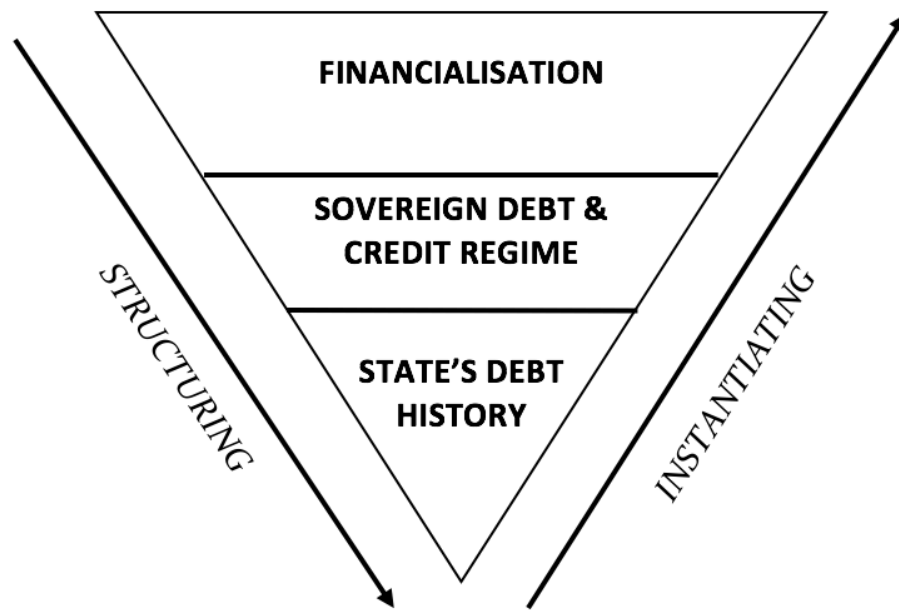 FINANCIALISATION
SOVEREIGN DEBT &
CREDIT REGIME
STATE'S DEBT
HISTORY
STRUCTURING
INSTANTIATING